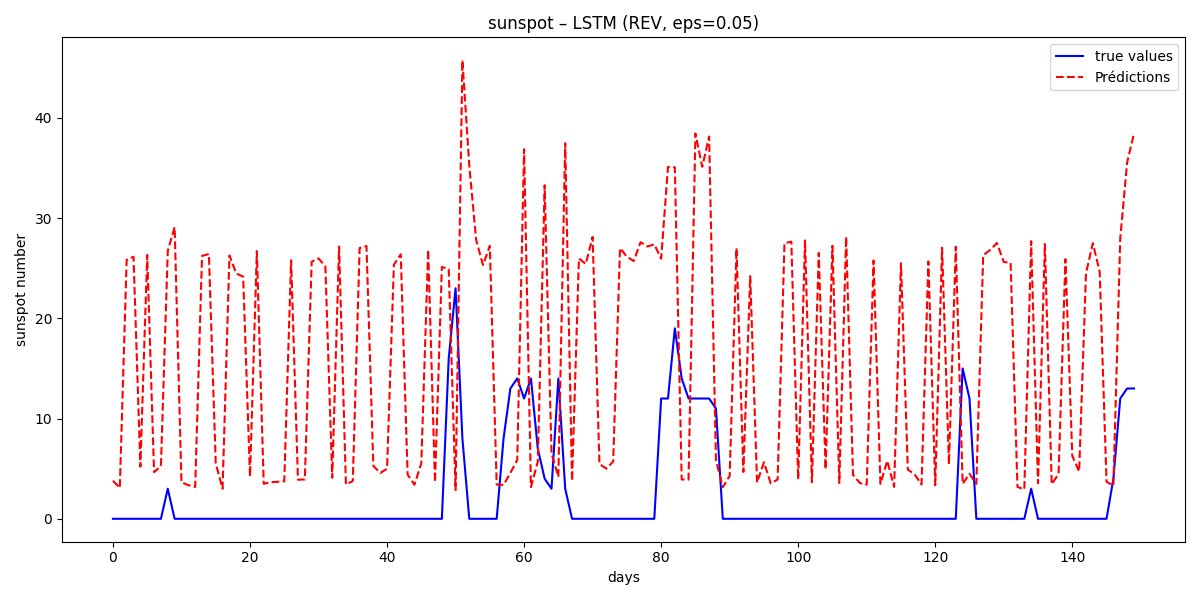 sunspot – LSTM (REV, eps=0.05)
true values
Prédictions
sunspot number
40
30
20
10
0
0 20 40 60 80 100 120 140
days